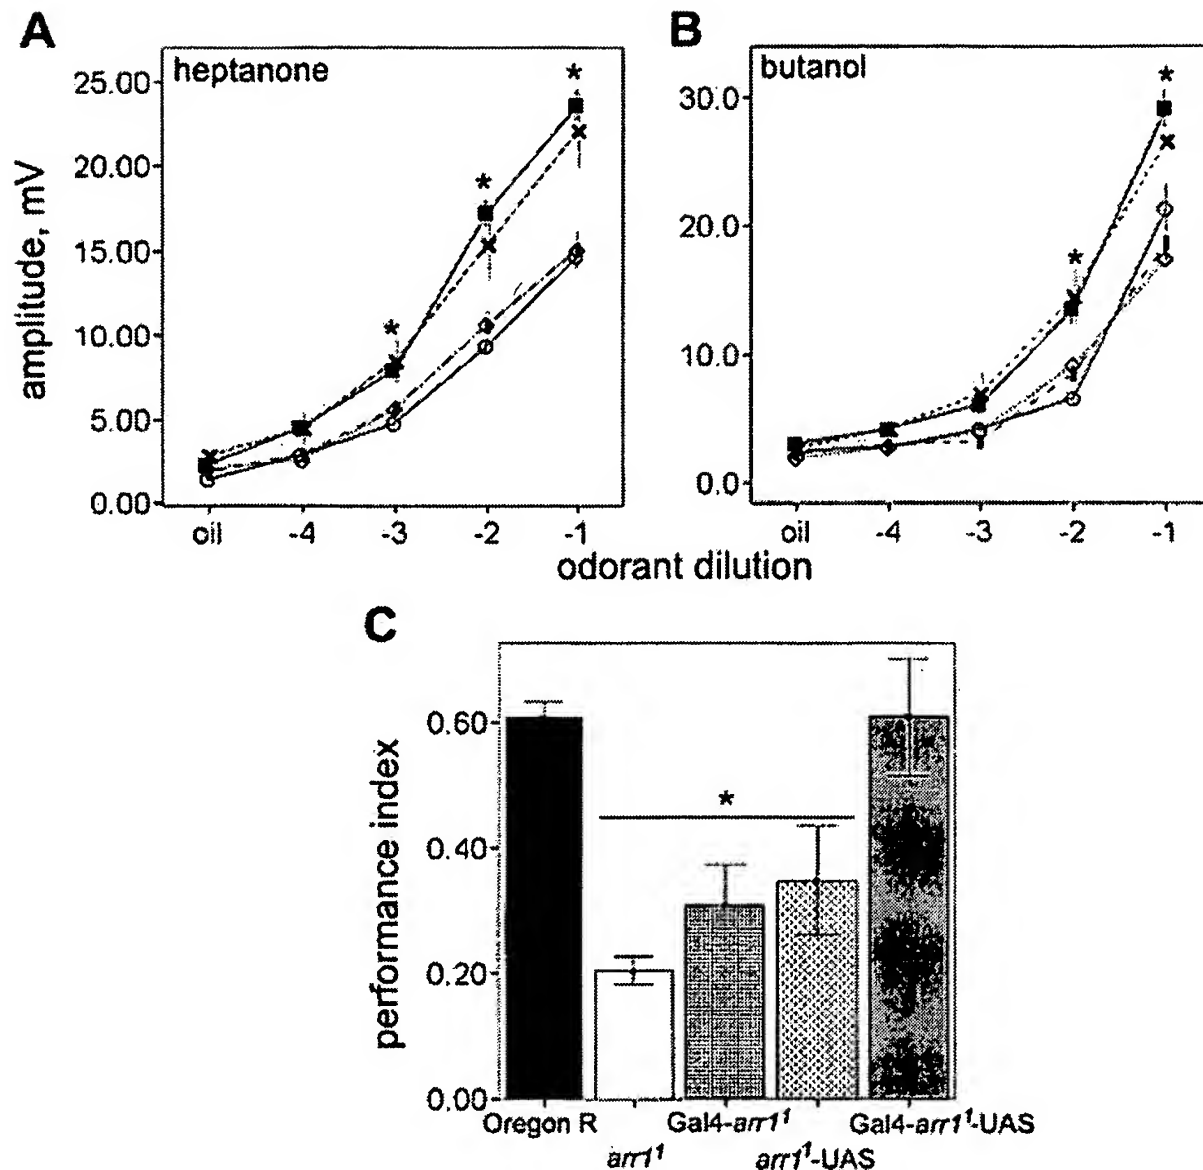 A
B
heptanone
butanol
amplitude, mV
25.00
20.00
15.00
10.00
5.00
0.00
30.0
20.0
10.0
0.0
* * *
* *
oil -4 -3 -2 -1
oil -4 -3 -2 -1
odorant dilution
C
performance index
0.60
0.40
0.20
0.00
*
Oregon R Gal4-arr1¹ Gal4-arr1¹-UAS
arr1¹ arr1¹-UAS